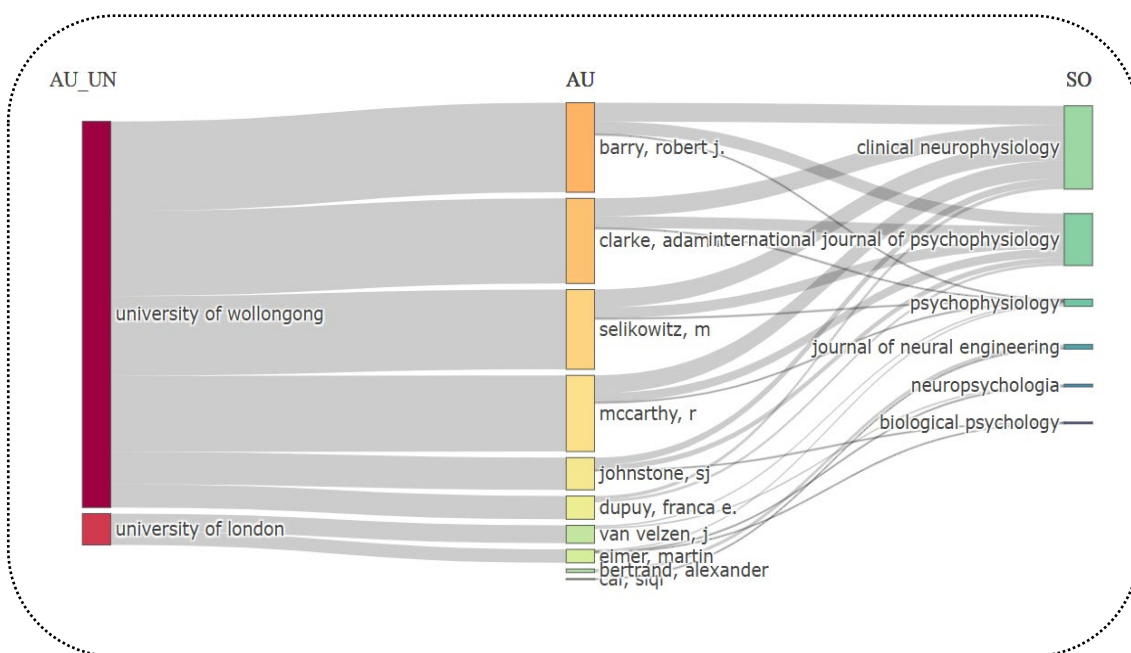 AU_UN
AU
SO
university of wollongong
university of london
barry, robert j.
clarke, adam
selikowitz, m
mccarthy, r
johnstone, sj
dupuy, franca e.
van velzen, j
eimer, martin
bertrand, alexander
cai, siqi
clinical neurophysiology
international journal of psychophysiology
psychophysiology
journal of neural engineering
neuropsychologia
biological psychology